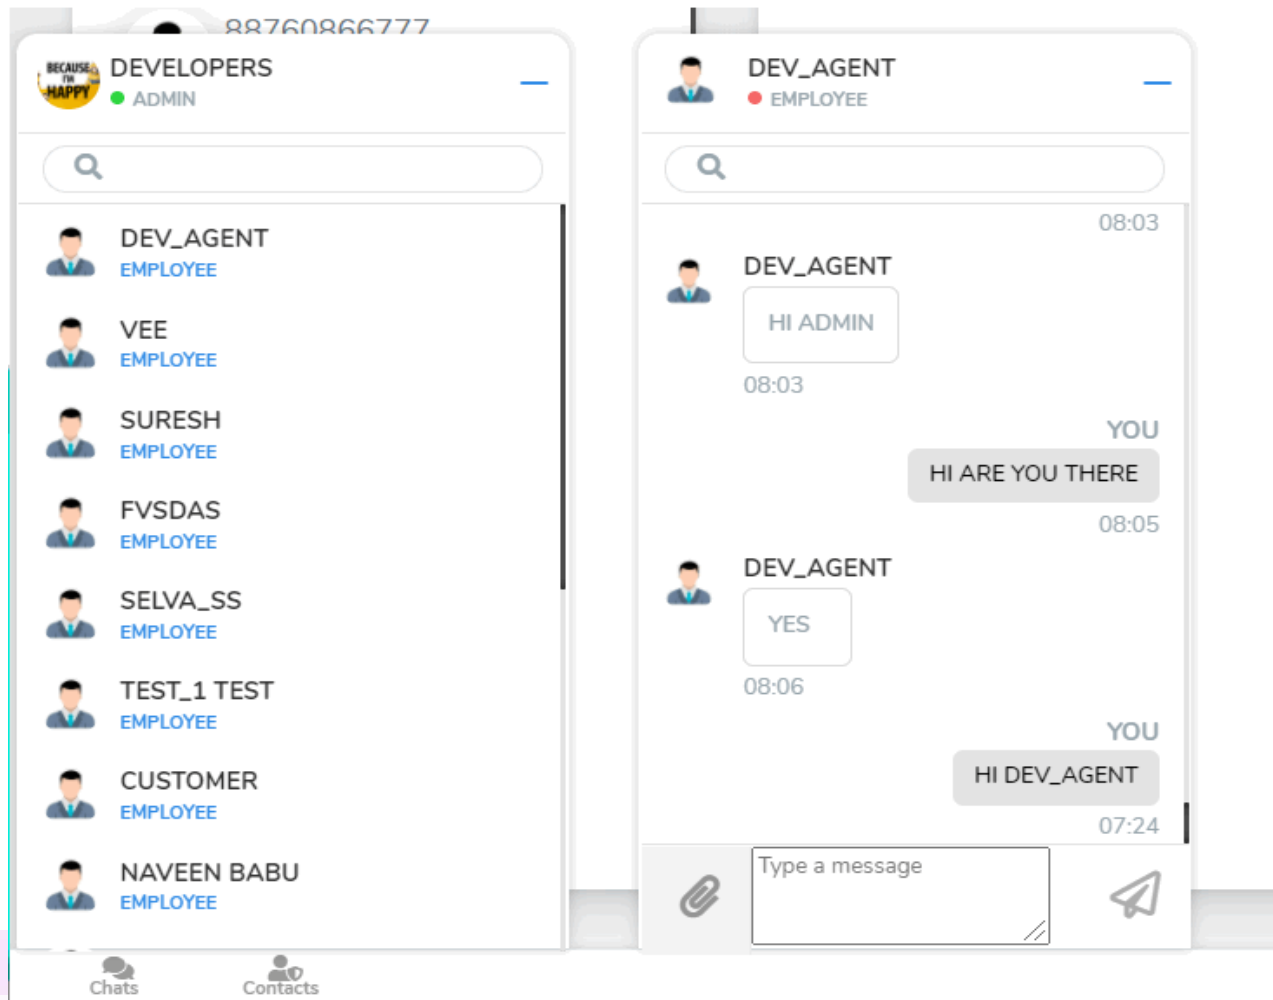 88760866777
BECAUSE
I'M
HAPPY
DEVELOPERS
ADMIN
DEV_AGENT
EMPLOYEE
VEE
EMPLOYEE
SURESH
EMPLOYEE
FVSDAS
EMPLOYEE
SELVA_SS
EMPLOYEE
TEST_1 TEST
EMPLOYEE
CUSTOMER
EMPLOYEE
NAVEEN BABU
EMPLOYEE
Chats
Contacts
DEV_AGENT
EMPLOYEE
08:03
DEV_AGENT
HI ADMIN
08:03
YOU
HI ARE YOU THERE
08:05
DEV_AGENT
YES
08:06
YOU
HI DEV_AGENT
07:24
Type a message